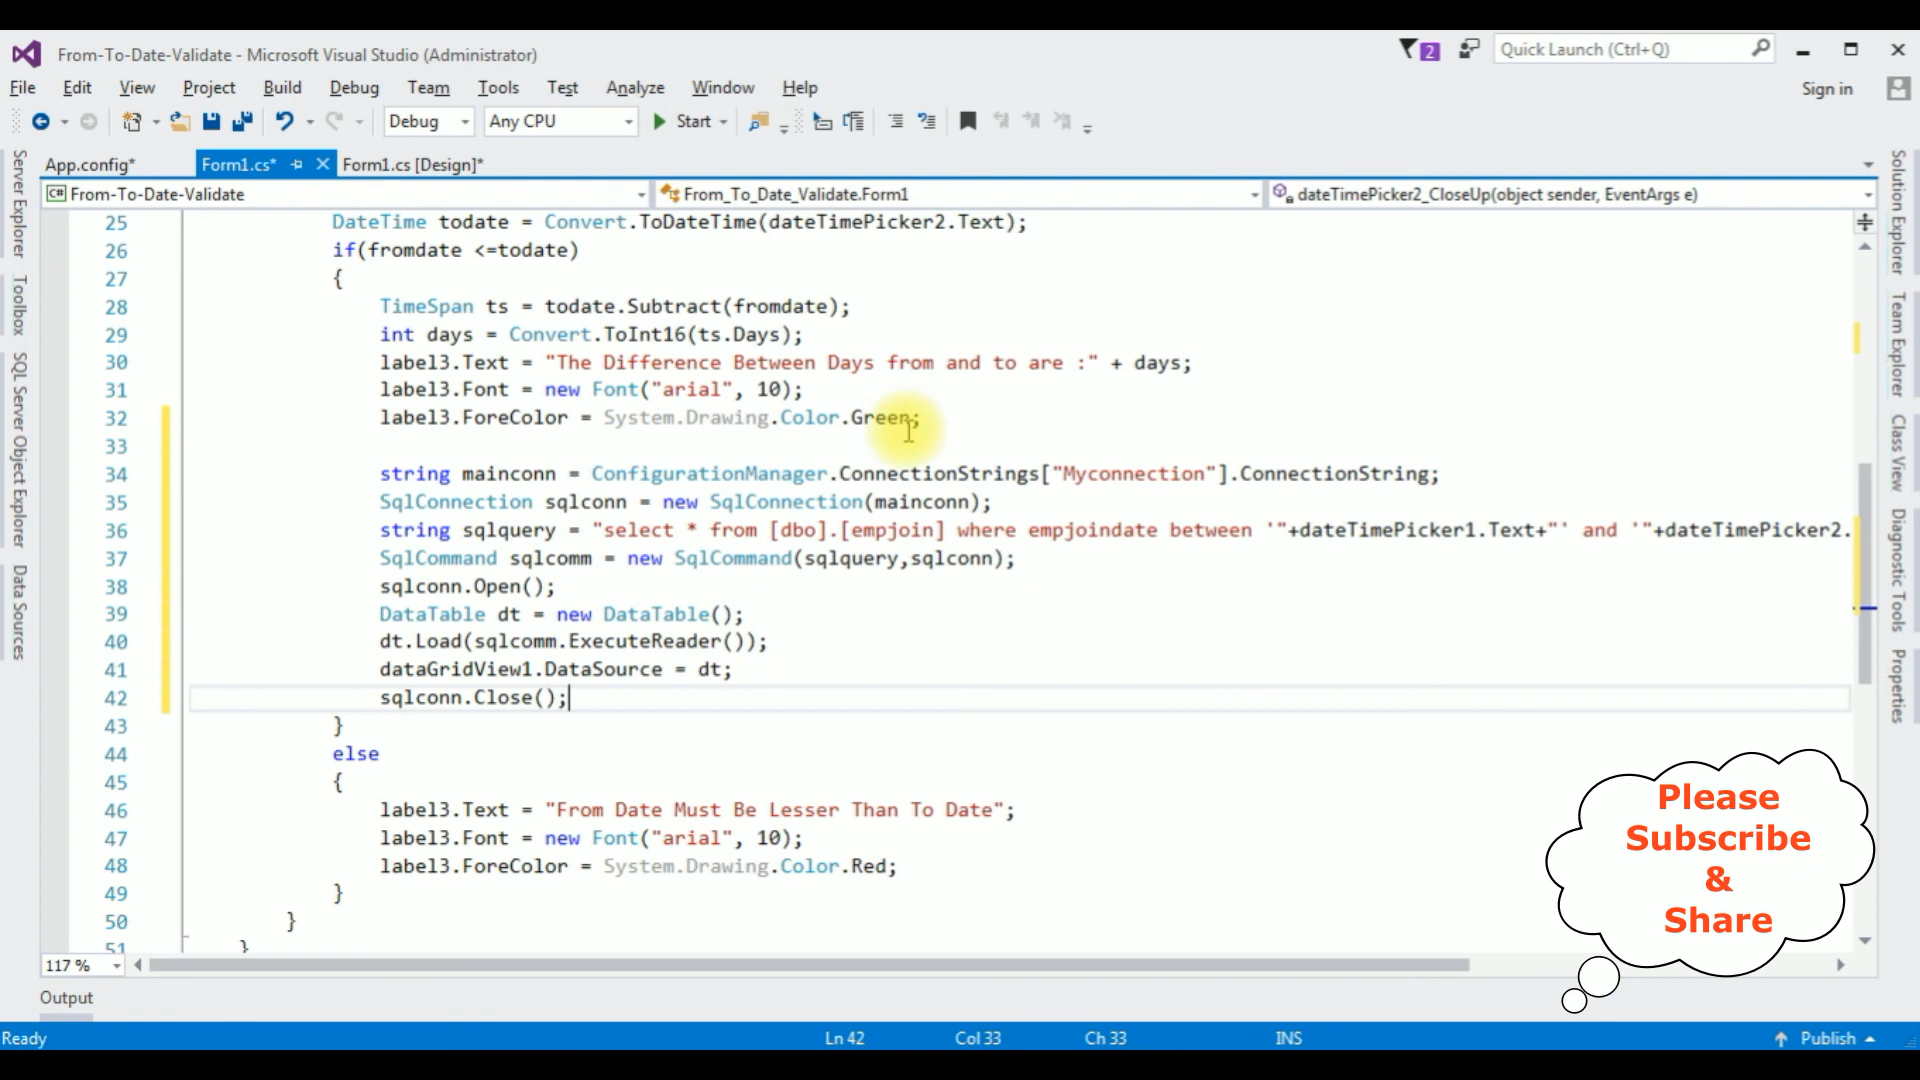 From-To-Date-Validate - Microsoft Visual Studio (Administrator)
2
Quick Launch (Ctrl+Q)
File Edit View Project Build Debug Team Tools Test Analyze Window Help
Sign in
Debug Any CPU Start
App.config* Form1.cs* Form1.cs [Design]*
C# From-To-Date-Validate From_To_Date_Validate.Form1 dateTimePicker2_CloseUp(object sender, EventArgs e)
Server Explorer
Toolbox
SQL Server Object Explorer
Data Sources
25 DateTime todate = Convert.ToDateTime(dateTimePicker2.Text);
26 if(fromdate <=todate)
27 {
28 TimeSpan ts = todate.Subtract(fromdate);
29 int days = Convert.ToInt16(ts.Days);
30 label3.Text = "The Difference Between Days from and to are :" + days;
31 label3.Font = new Font("arial", 10);
32 label3.ForeColor = System.Drawing.Color.Green;
33
34 string mainconn = ConfigurationManager.ConnectionStrings["Myconnection"].ConnectionString;
35 SqlConnection sqlconn = new SqlConnection(mainconn);
36 string sqlquery = "select * from [dbo].[empjoin] where empjoindate between '"+dateTimePicker1.Text+"' and '"+dateTimePicker2.
37 SqlCommand sqlcomm = new SqlCommand(sqlquery,sqlconn);
38 sqlconn.Open();
39 DataTable dt = new DataTable();
40 dt.Load(sqlcomm.ExecuteReader());
41 dataGridView1.DataSource = dt;
42 sqlconn.Close();
43 }
44 else
45 {
46 label3.Text = "From Date Must Be Lesser Than To Date";
47 label3.Font = new Font("arial", 10);
48 label3.ForeColor = System.Drawing.Color.Red;
49 }
50 }
51 }
Solution Explorer
Team Explorer
Class View
Diagnostic Tools
Properties
Please
Subscribe
&
Share
117 %
Output
Ready Ln 42 Col 33 Ch 33 INS Publish